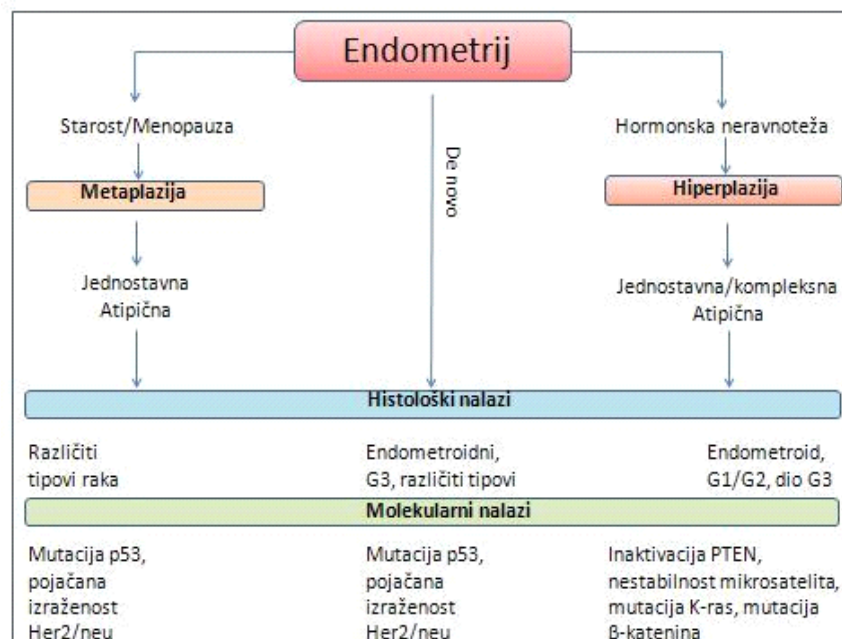 Endometrij
Starost/Menopauza
Hormonska neravnoteža
De novo
Metaplazija
Hiperplazija
Jednostavna
Atipična
Jednostavna/kompleksna
Atipična
Histološki nalazi
Različiti
tipovi raka
Endometroidni,
G3, različiti tipovi
Endometroid,
G1/G2, dio G3
Molekularni nalazi
Mutacija p53,
pojačana
izraženost
Her2/neu
Mutacija p53,
pojačana
izraženost
Her2/neu
Inaktivacija PTEN,
nestabilnost mikrosatelita,
mutacija K-ras, mutacija
β-katenina